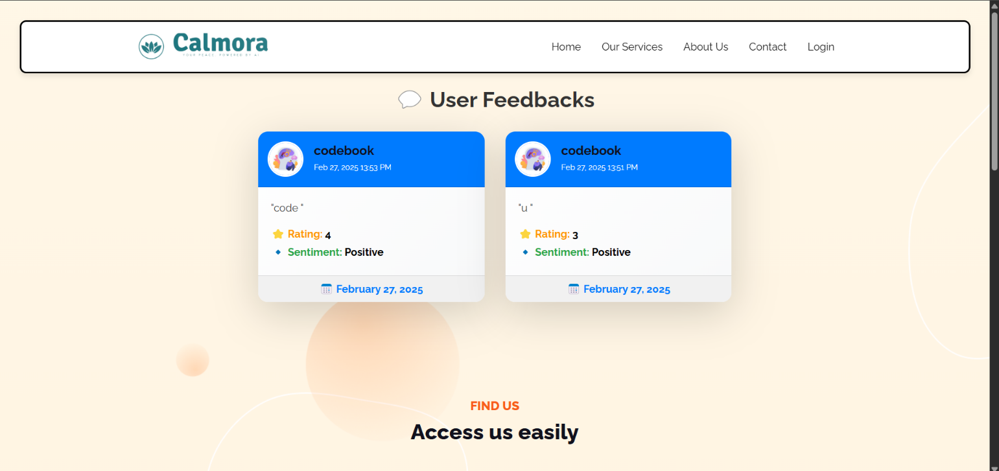 Calmora
YOUR PEACE, POWERED BY AI
Home Our Services About Us Contact Login
User Feedbacks
codebook
Feb 27, 2025 13:53 PM
"code "
Rating: 4
Sentiment: Positive
February 27, 2025
codebook
Feb 27, 2025 13:51 PM
"u "
Rating: 3
Sentiment: Positive
February 27, 2025
FIND US
Access us easily